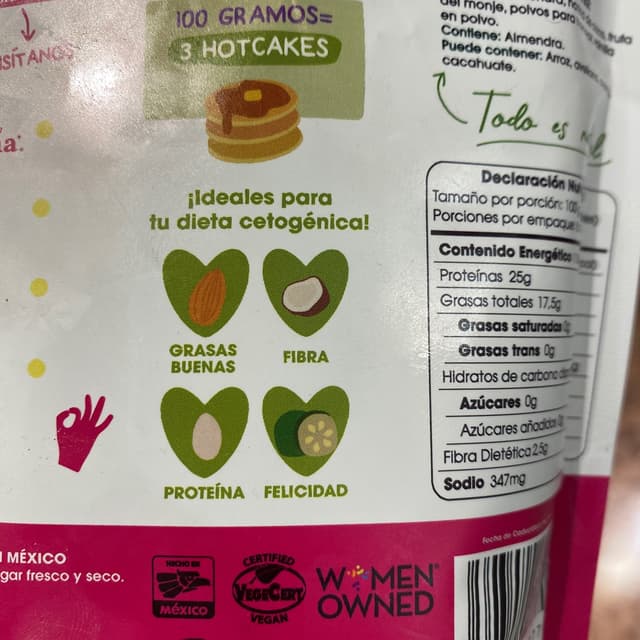 100 GRAMOS=
3 HOTCAKES
¡Ideales para
tu dieta cetogénica!
GRASAS
BUENAS
FIBRA
PROTEÍNA
FELICIDAD
del monje, polvos para
fruta
en polvo.
Contiene: Almendra.
Puede contener: Arroz,
cacahuate.
Todo es
Declaración
Tamaño por porción:
Porciones por empaque
Contenido Energético
Proteínas 25g
Grasas totales 17,5g
Grasas saturadas
Grasas trans 0g
Hidratos de carbono
Azúcares 0g
Azúcares añadidos
Fibra Dietética 2.5g
Sodio 347mg
MÉXICO
gar fresco y seco.
HECHO EN
MÉXICO
CERTIFIED
VEGECERT
VEGAN
WOMEN
OWNED
Fecha de